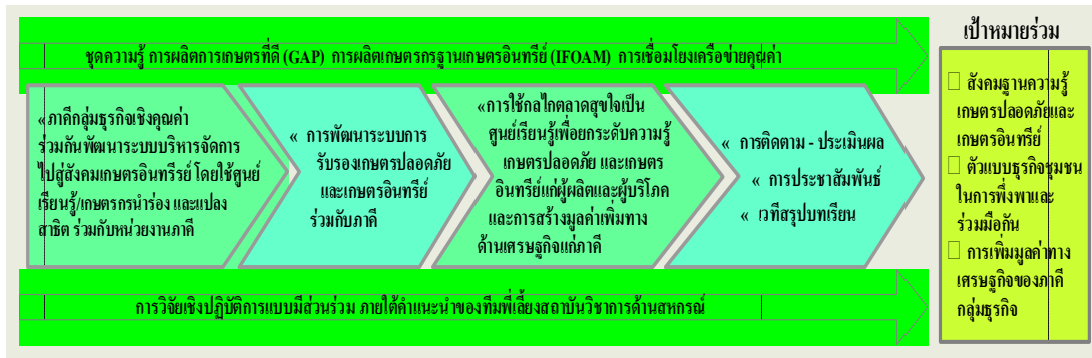 ชุดความรู้ การผลิตการเกษตรที่ดี (GAP) การผลิตเกษตรกรฐานเกษตรอินทรีย์ (IFOAM) การเชื่อมโยงเครือข่ายคุณค่า
«ภาคีกลุ่มธุรกิจเชิงคุณค่า
ร่วมกันพัฒนาระบบบริหารจัดการ
ไปสู่สังคมเกษตรอินทรีรย์ โดยใช้ศูนย์
เรียนรู้/เกษตรกรนำร่อง และแปลง
สาธิต ร่วมกับหน่วยงานภาคี
« การพัฒนาระบบการ
รับรองเกษตรปลอดภัย
และเกษตรอินทรีย์
ร่วมกับภาคี
«การใช้กลไกตลาดสุขใจเป็น
ศูนย์เรียนรู้เพื่อยกระดับความรู้
เกษตรปลอดภัย และเกษตร
อินทรีย์แก่ผู้ผลิตและผู้บริโภค
และการสร้างมูลค่าเพิ่มทาง
ด้านเศรษฐกิจแก่ภาคี
« การติดตาม - ประเมินผล
« การประชาสัมพันธ์
« เวทีสรุปบทเรียน
การวิจัยเชิงปฏิบัติการแบบมีส่วนร่วม ภายใต้คำแนะนำของทีมพี่เลี้ยงสถาบันวิชาการด้านสหกรณ์
เป้าหมายร่วม
□ สังคมฐานความรู้
เกษตรปลอดภัยและ
เกษตรอินทรีย์
□ ตัวแบบธุรกิจชุมชน
ในการพึ่งพาและ
ร่วมมือกัน
□ การเพิ่มมูลค่าทาง
เศรษฐกิจของภาคี
กลุ่มธุรกิจ